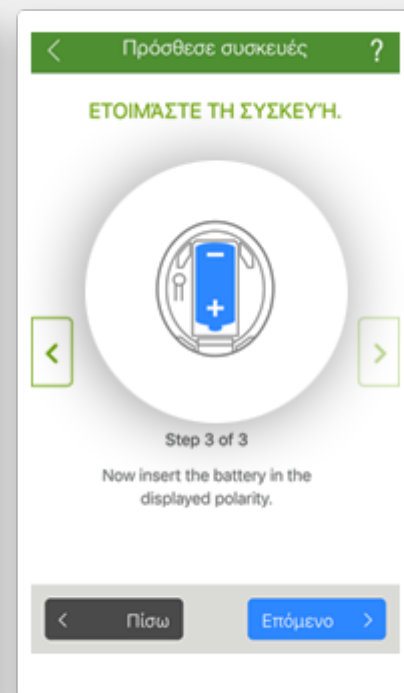 Πρόσθεσε συσκευές ?
ΕΤΟΙΜΆΣΤΕ ΤΗ ΣΥΣΚΕΥΉ.
Step 3 of 3
Now insert the battery in the
displayed polarity.
Πίσω
Επόμενο